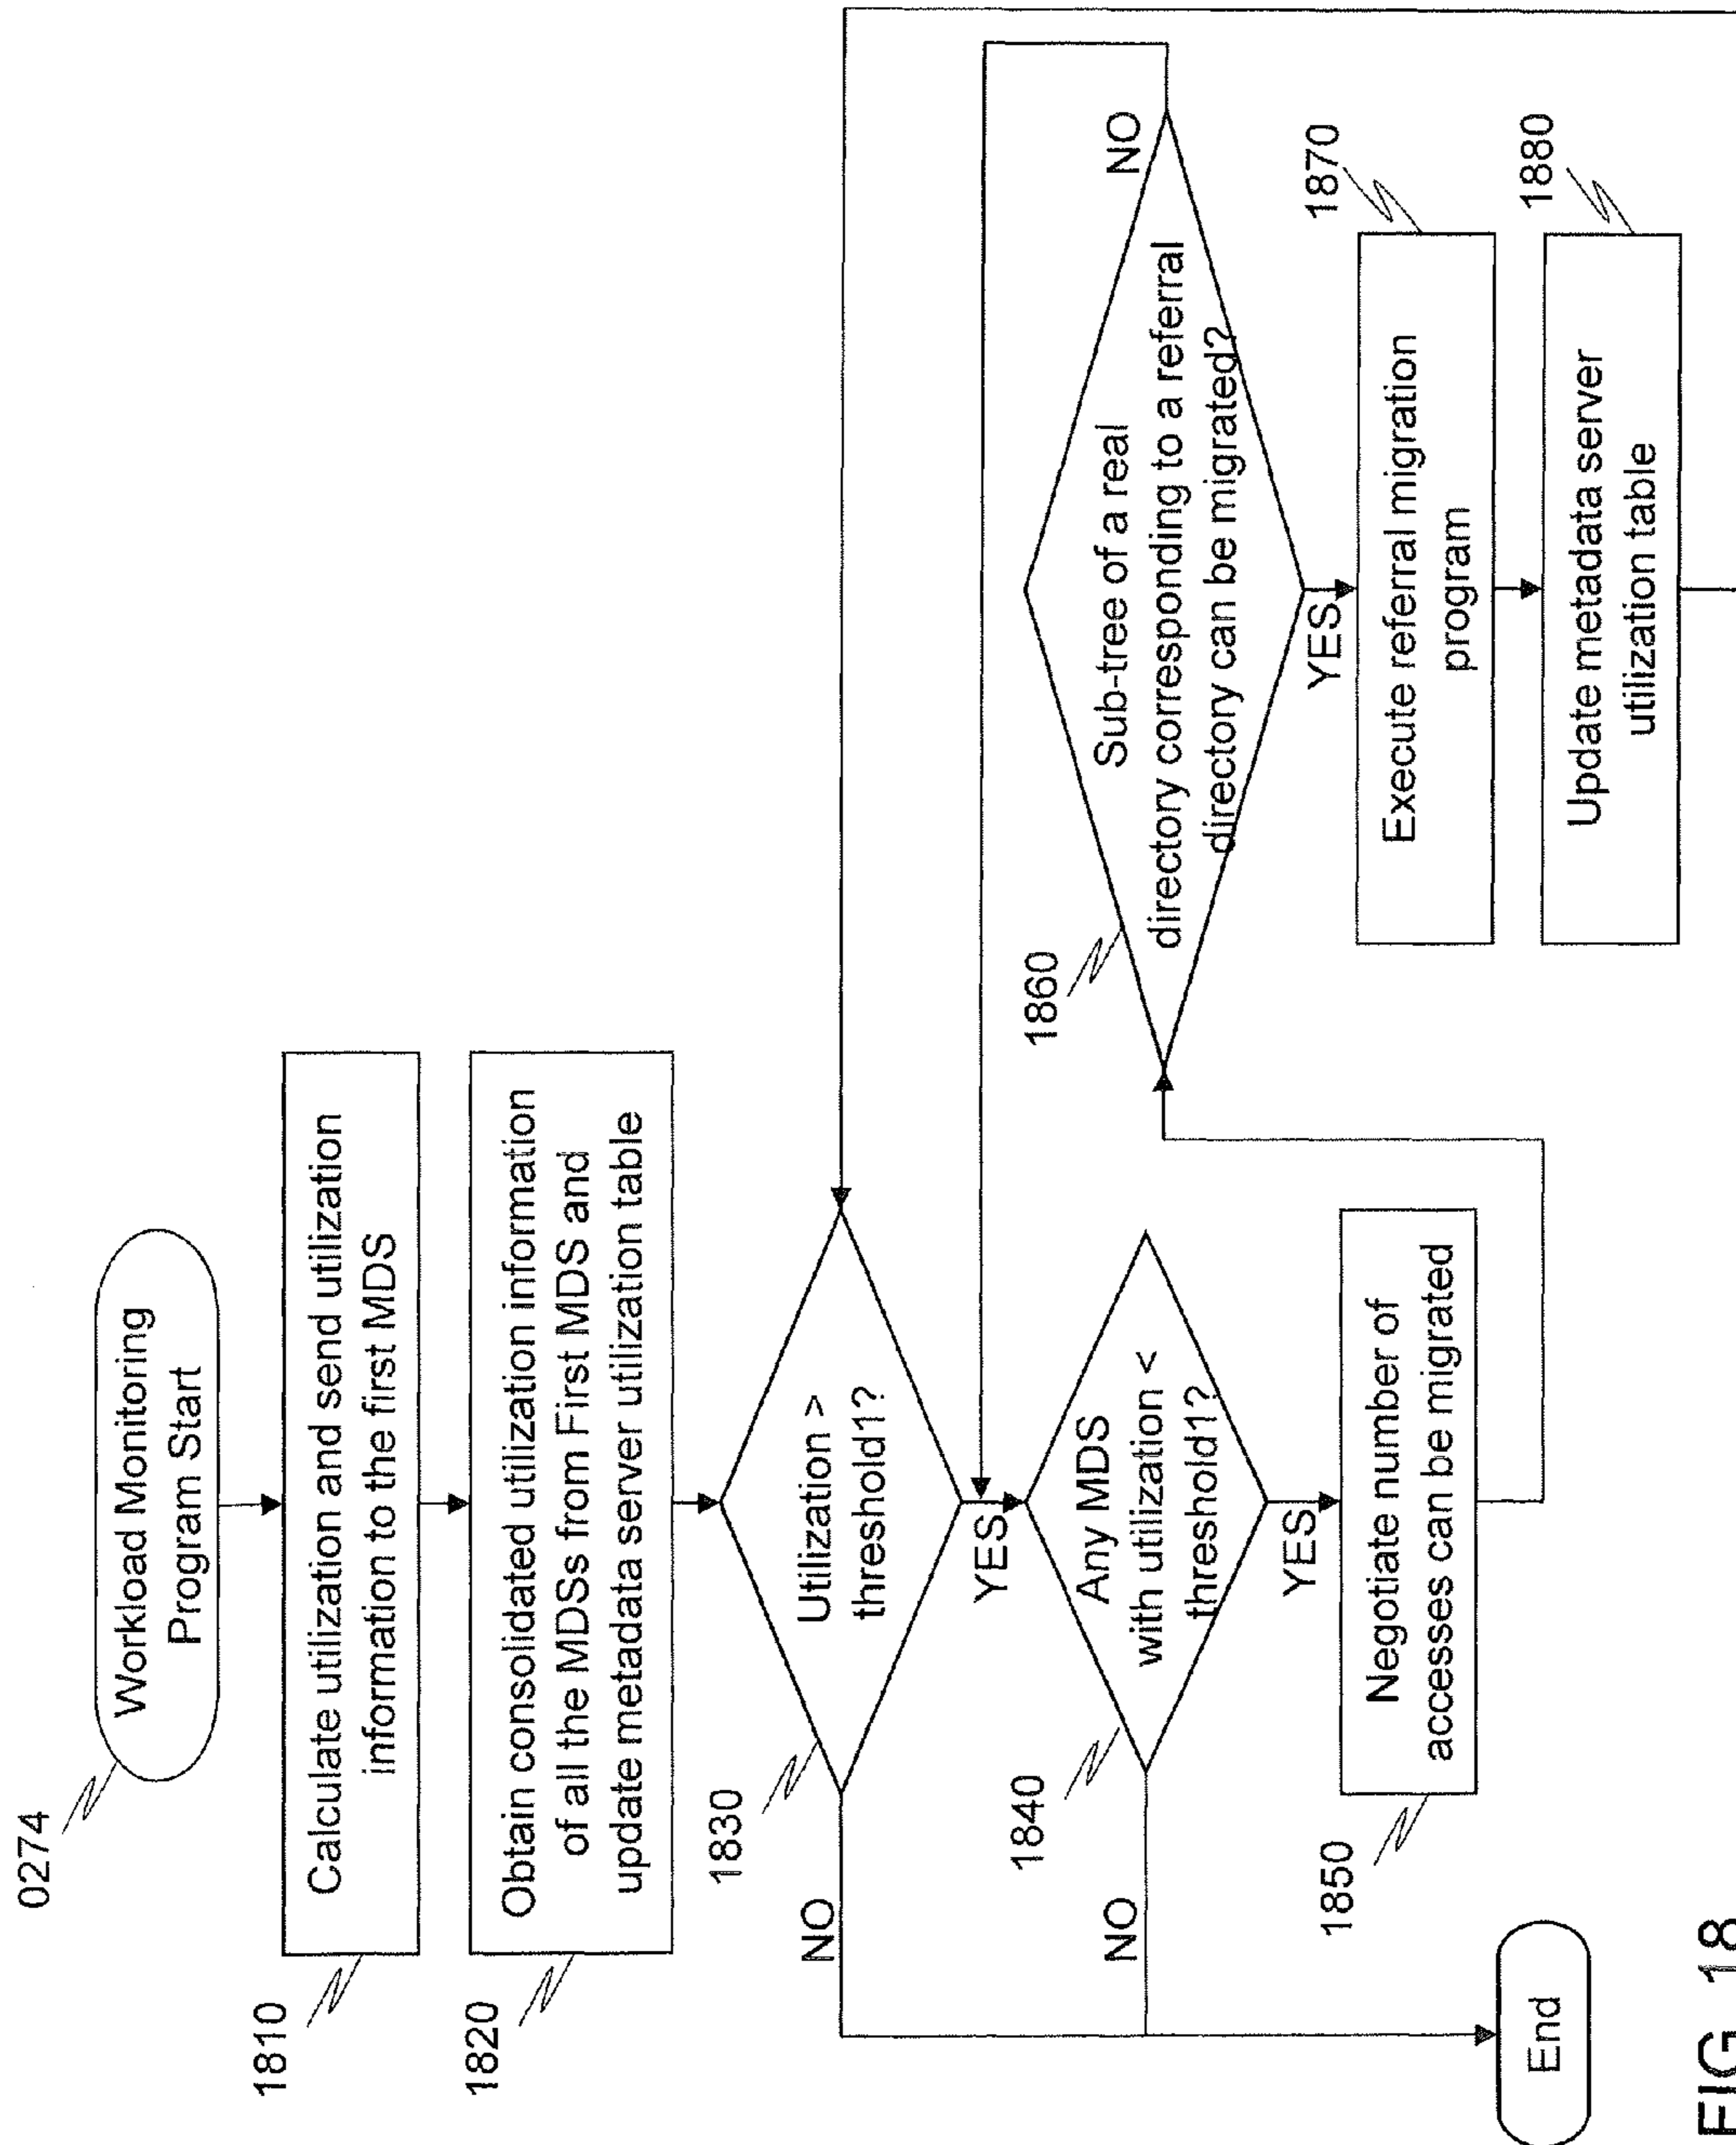 0274
Workload Monitoring
Program Start
1810
Calculate utilization and send utilization
information to the first MDS
1820
Obtain consolidated utilization information
of all the MDSs from First MDS and
update metadata server utilization table
1830
Utilization >
threshold1?
NO
YES
1840
Any MDS
with utilization <
threshold1?
NO
YES
1850
Negotiate number of
accesses can be migrated
1860
Sub-tree of a real
directory corresponding to a referral
directory can be migrated?
NO
YES
1870
Execute referral migration
program
1880
Update metadata server
utilization table
End
FIG. 18